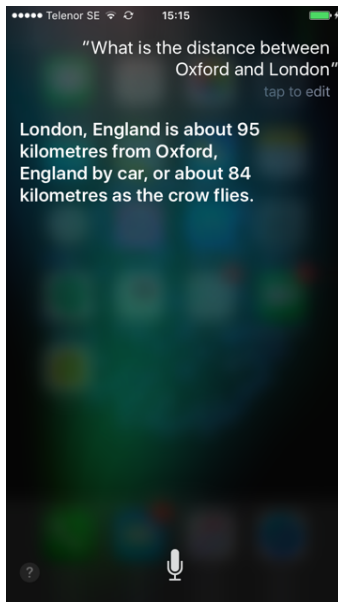 Telenor SE 15:15
“What is the distance between
Oxford and London”
tap to edit
London, England is about 95
kilometres from Oxford,
England by car, or about 84
kilometres as the crow flies.
?